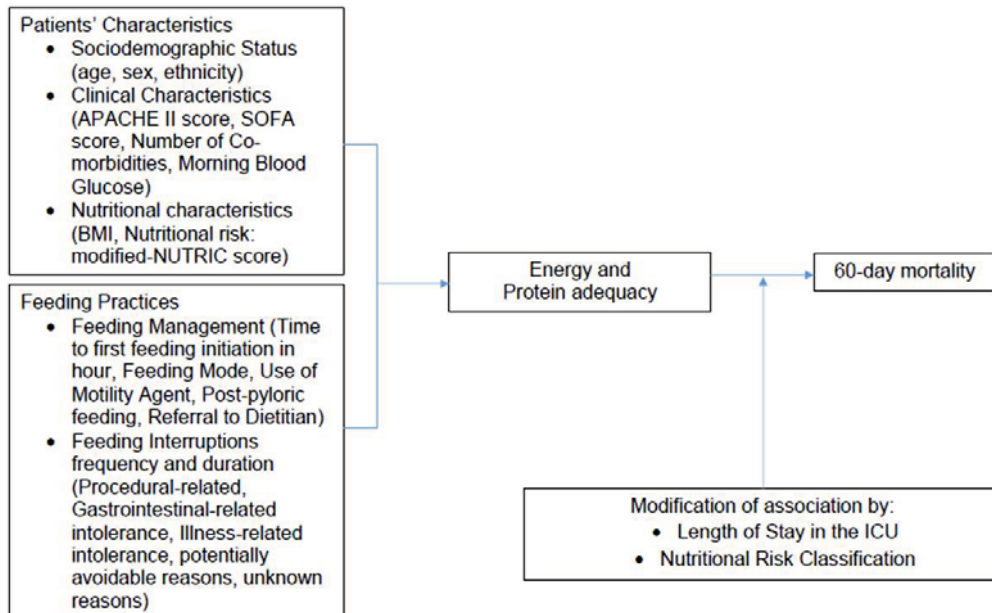 Patients' Characteristics
• Sociodemographic Status
(age, sex, ethnicity)
• Clinical Characteristics
(APACHE II score, SOFA
score, Number of Co-
morbidities, Morning Blood
Glucose)
• Nutritional characteristics
(BMI, Nutritional risk:
modified-NUTRIC score)
Feeding Practices
• Feeding Management (Time
to first feeding initiation in
hour, Feeding Mode, Use of
Motility Agent, Post-pyloric
feeding, Referral to Dietitian)
• Feeding Interruptions
frequency and duration
(Procedural-related,
Gastrointestinal-related
intolerance, Illness-related
intolerance, potentially
avoidable reasons, unknown
reasons)
Energy and
Protein adequacy
60-day mortality
Modification of association by:
• Length of Stay in the ICU
• Nutritional Risk Classification